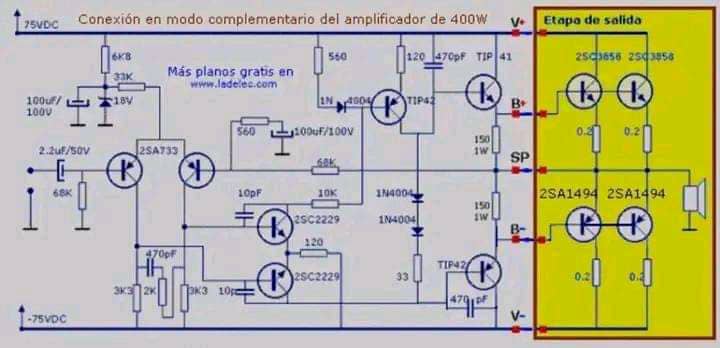 Conexión en modo complementario del amplificador de 400W
75VDC
V+
Etapa de salida
6K8
560
120
470pF
TIP 41
2SC3856
2SC3856
33K
Más planos gratis en
www.ladelec.com
1N 4004
TIP42
100uF/
100V
18V
B+
560
100uF/100V
150
1W
0.2
0.2
2.2uF/50V
2SA733
68K
SP
68K
10pF
10K
1N4004
2SA1494
2SA1494
2SC2229
1N4004
150
1W
B-
120
470pF
TIP42
2SC2229
33
0.2
0.2
3K3
2K
3K3
10p
470 pF
-75VDC
V-